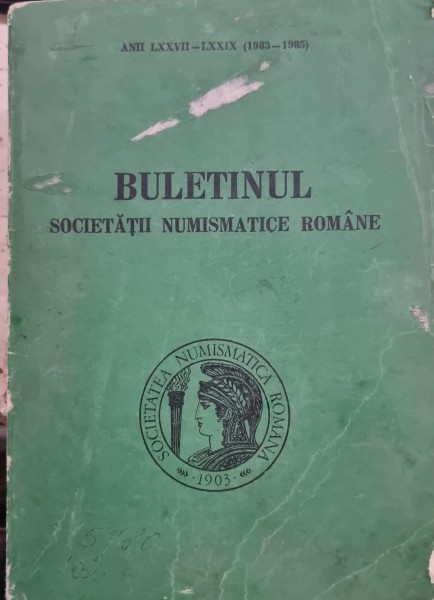 ANII LXXVII—LXXIX (1983—1985)
BULETINUL
SOCIETĂȚII NUMISMATICE ROMÂNE
SOCIETATEA NUMISMATICA ROMANA
1903